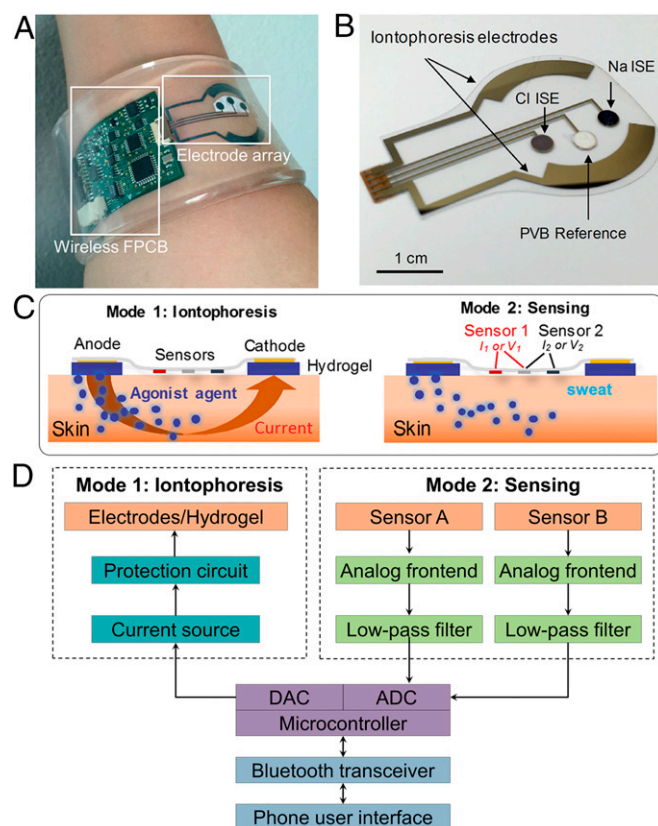 A
Electrode array
Wireless FPCB
B
Iontophoresis electrodes
Na ISE
Cl ISE
PVB Reference
1 cm
C
Mode 1: Iontophoresis
Anode
Cathode
Sensors
Hydrogel
Agonist agent
Skin
Current
Mode 2: Sensing
Sensor 1
I₁ or V₁
Sensor 2
I₂ or V₂
sweat
Skin
D
Mode 1: Iontophoresis
Electrodes/Hydrogel
Protection circuit
Current source
Mode 2: Sensing
Sensor A
Sensor B
Analog frontend
Analog frontend
Low-pass filter
Low-pass filter
DAC
ADC
Microcontroller
Bluetooth transceiver
Phone user interface